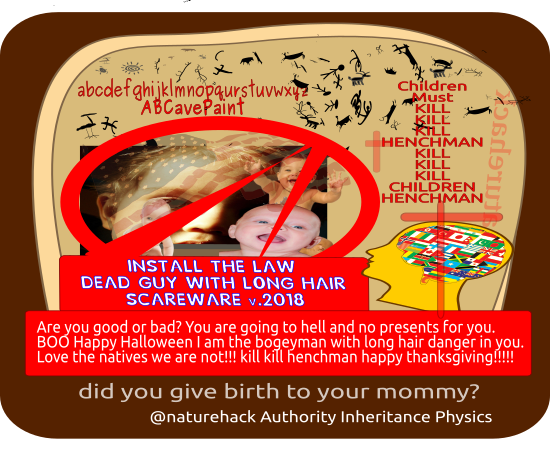 abcdefghijklmnopqurstuvwxyz
ABCavePaint
Children
Must
KILL
KILL
KILL
HENCHMAN
KILL
KILL
KILL
CHILDREN
HENCHMAN
naturehack
INSTALL THE LAW
DEAD GUY WITH LONG HAIR
SCAREWARE v.2018
Are you good or bad? You are going to hell and no presents for you.
BOO Happy Halloween I am the bogeyman with long hair danger in you.
Love the natives we are not!!! kill kill henchman happy thanksgiving!!!!!
did you give birth to your mommy?
@naturehack Authority Inheritance Physics